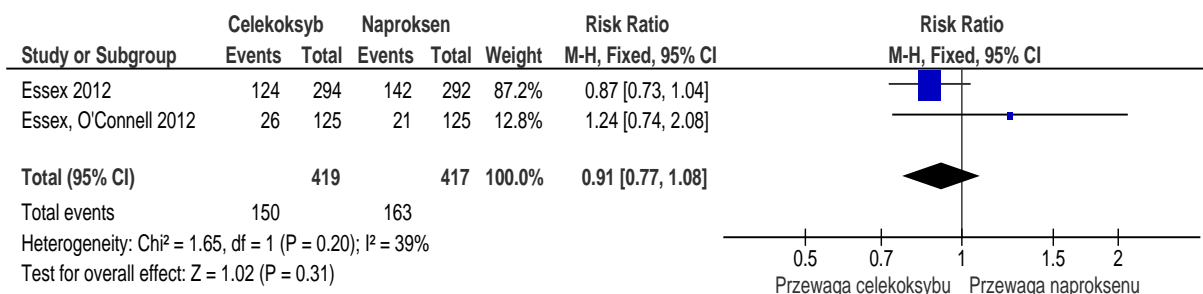 Celekoksyb Naproksen Risk Ratio Risk Ratio
Study or Subgroup Events Total Events Total Weight M-H, Fixed, 95% CI M-H, Fixed, 95% CI
Essex 2012 124 294 142 292 87.2% 0.87 [0.73, 1.04]
Essex, O'Connell 2012 26 125 21 125 12.8% 1.24 [0.74, 2.08]
Total (95% CI) 419 417 100.0% 0.91 [0.77, 1.08]
Total events 150 163
Heterogeneity: Chi² = 1.65, df = 1 (P = 0.20); I² = 39%
Test for overall effect: Z = 1.02 (P = 0.31)
0.5 0.7 1 1.5 2
Przewaga celekoksybu Przewaga naproksenu